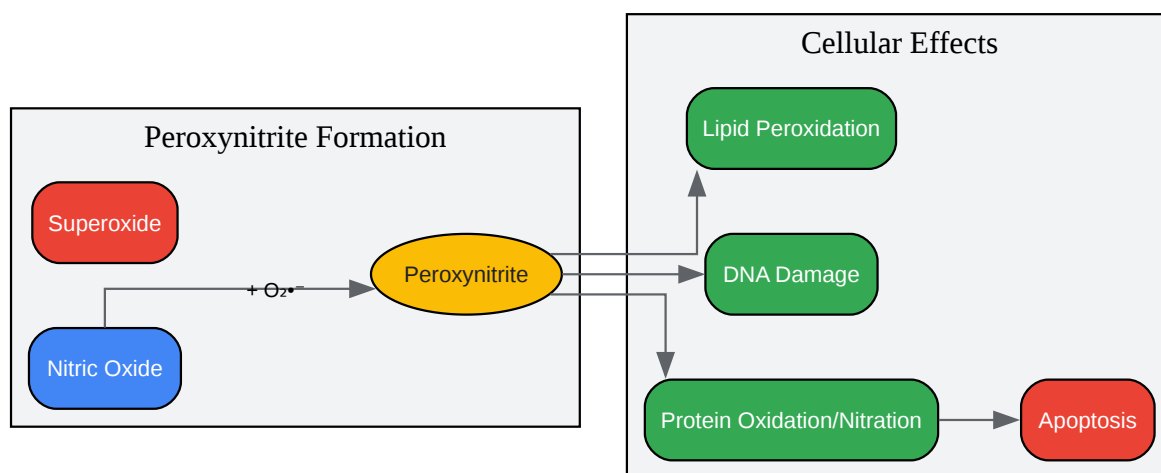 Peroxynitrite Formation
Superoxide
+ O₂•⁻
Peroxynitrite
Nitric Oxide
Cellular Effects
Lipid Peroxidation
DNA Damage
Protein Oxidation/Nitration
Apoptosis